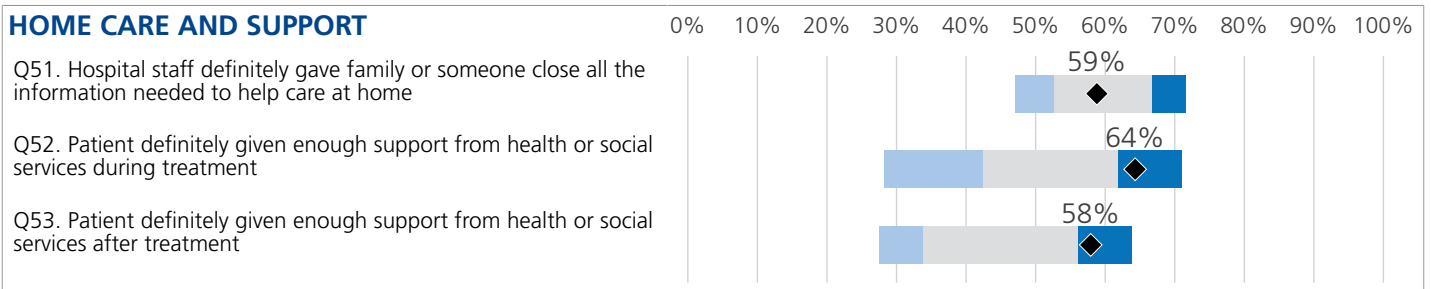 HOME CARE AND SUPPORT
0% 10% 20% 30% 40% 50% 60% 70% 80% 90% 100%
Q51. Hospital staff definitely gave family or someone close all the
information needed to help care at home
59%
Q52. Patient definitely given enough support from health or social
services during treatment
64%
Q53. Patient definitely given enough support from health or social
services after treatment
58%